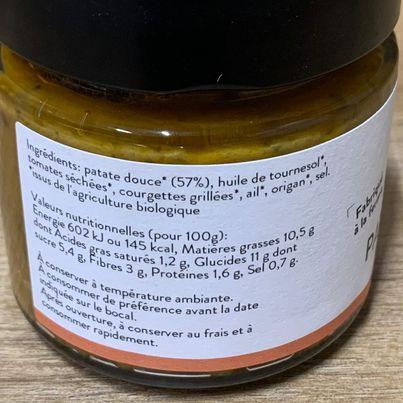 Ingrédients: patate douce* (57%), huile de tournesol*,
tomates séchées*, courgettes grillées*, ail*, origan*, sel.
*issus de l'agriculture biologique
Valeurs nutritionnelles (pour 100g):
Energie 602 kJ ou 145 kcal, Matières grasses 10,5 g
dont Acides gras saturés 1,2 g, Glucides 11 g dont
sucre 5,4 g, Fibres 3 g, Protéines 1,6 g, Sel 0,7 g.
À conserver à température ambiante.
À consommer de préférence avant la date
indiquée sur le bocal.
Après ouverture, à conserver au frais et à
consommer rapidement.
à la